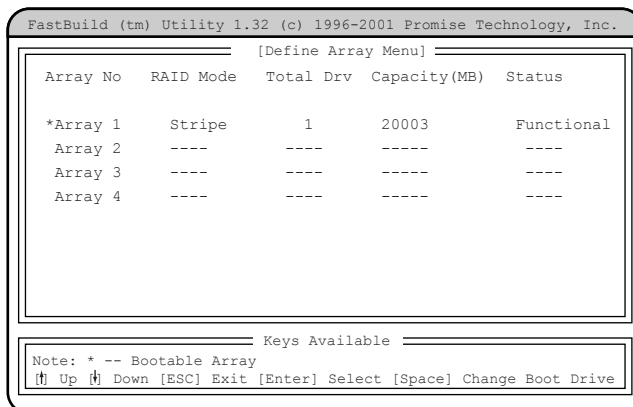 FastBuild (tm) Utility 1.32 (c) 1996-2001 Promise Technology, Inc.
[Define Array Menu]
Array No RAID Mode Total Drv Capacity(MB) Status
*Array 1 Stripe 1 20003 Functional
Array 2 ---- ---- ----- ----
Array 3 ---- ---- ----- ----
Array 4 ---- ---- ----- ----
Keys Available
Note: * -- Bootable Array
[↑] Up [↓] Down [ESC] Exit [Enter] Select [Space] Change Boot Drive